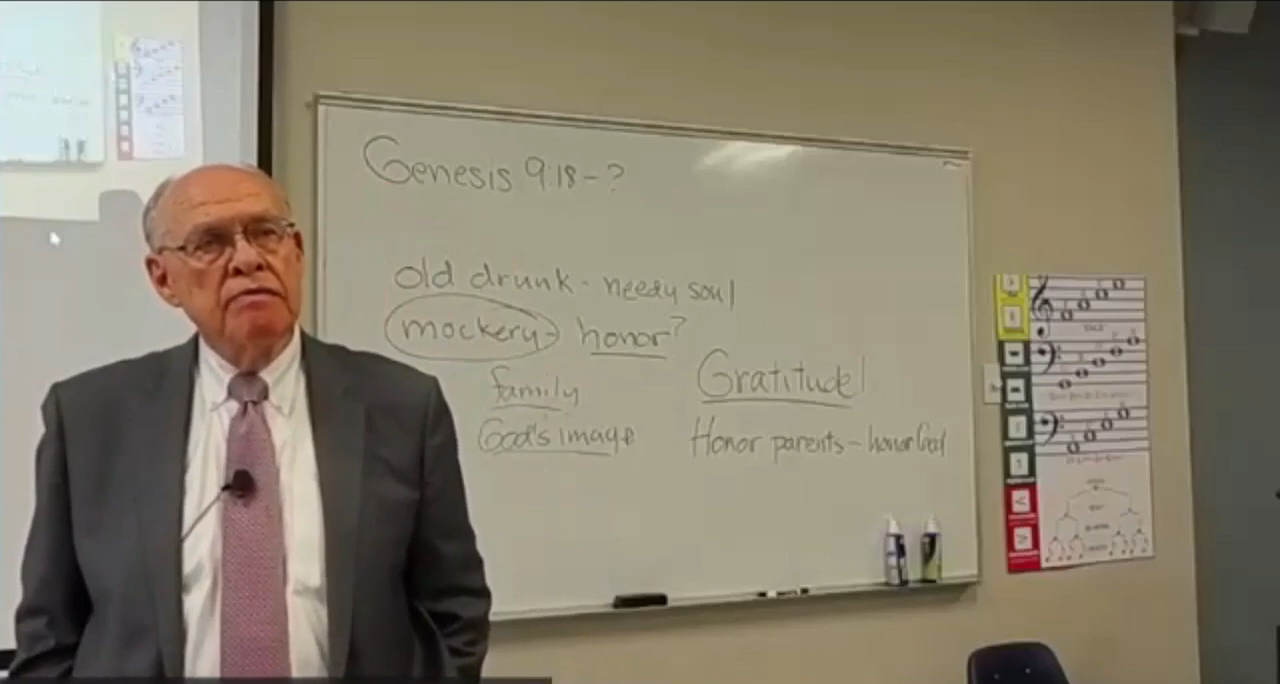 Genesis 9:18-?
old drunk - needy soul
mockery - honor?
family
God's image
Gratitude!
Honor parents - honor God